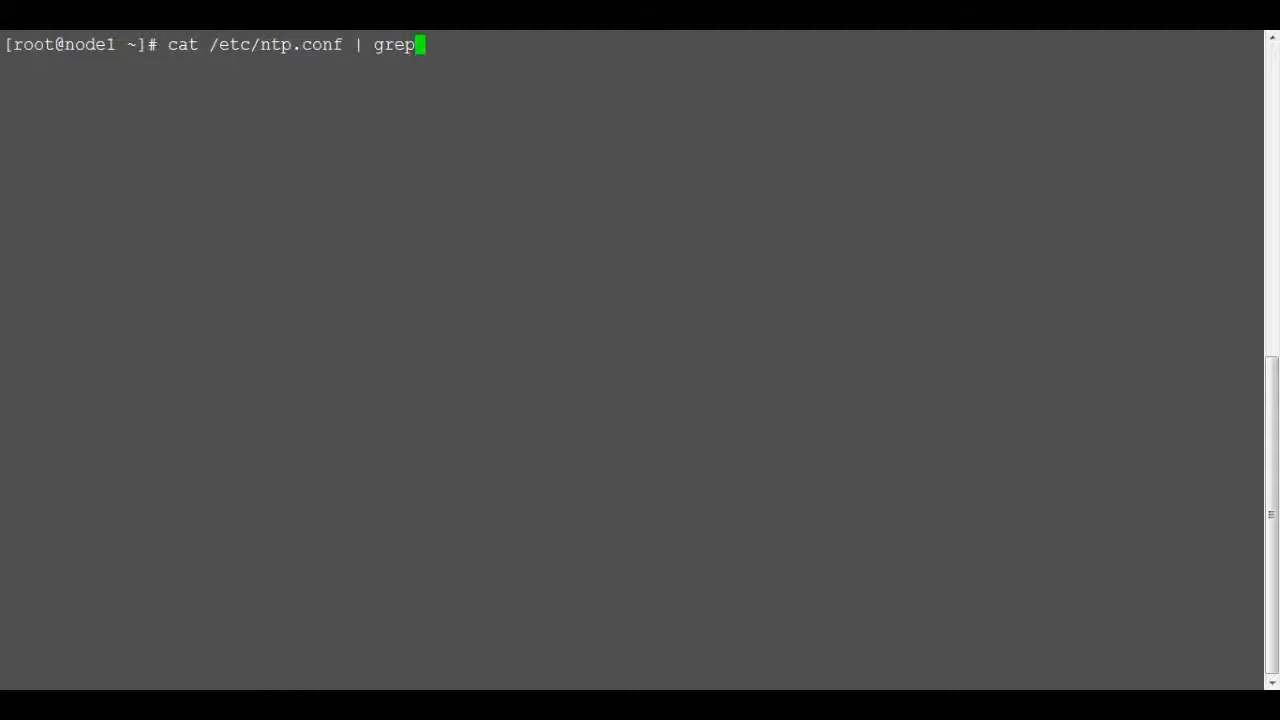 [root@node1 ~]# cat /etc/ntp.conf | grep